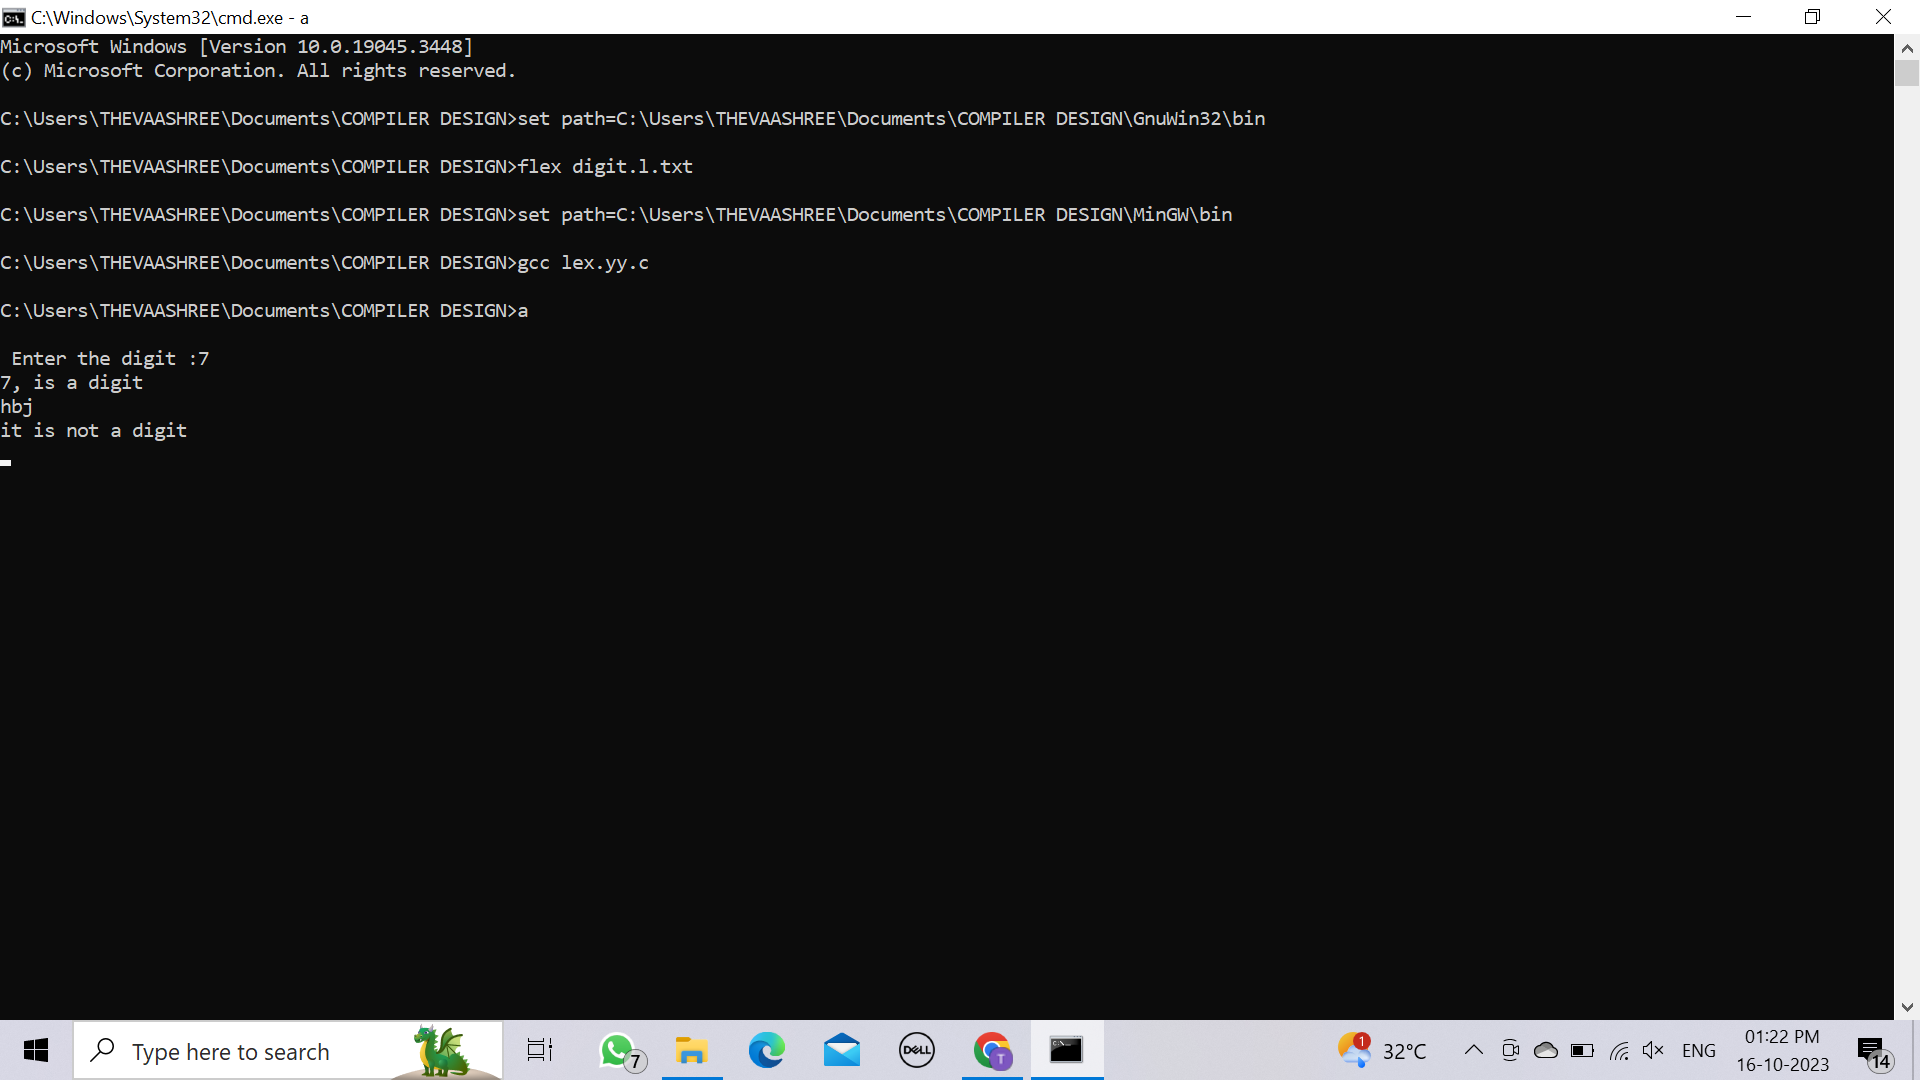 C:\Windows\System32\cmd.exe - a
Microsoft Windows [Version 10.0.19045.3448]
(c) Microsoft Corporation. All rights reserved.
C:\Users\THEVAASHREE\Documents\COMPILER DESIGN>set path=C:\Users\THEVAASHREE\Documents\COMPILER DESIGN\GnuWin32\bin
C:\Users\THEVAASHREE\Documents\COMPILER DESIGN>flex digit.l.txt
C:\Users\THEVAASHREE\Documents\COMPILER DESIGN>set path=C:\Users\THEVAASHREE\Documents\COMPILER DESIGN\MinGW\bin
C:\Users\THEVAASHREE\Documents\COMPILER DESIGN>gcc lex.yy.c
C:\Users\THEVAASHREE\Documents\COMPILER DESIGN>a
Enter the digit :7
7, is a digit
hbj
it is not a digit
Type here to search
7
DELL
T
1
32°C
ENG
01:22 PM
16-10-2023
14